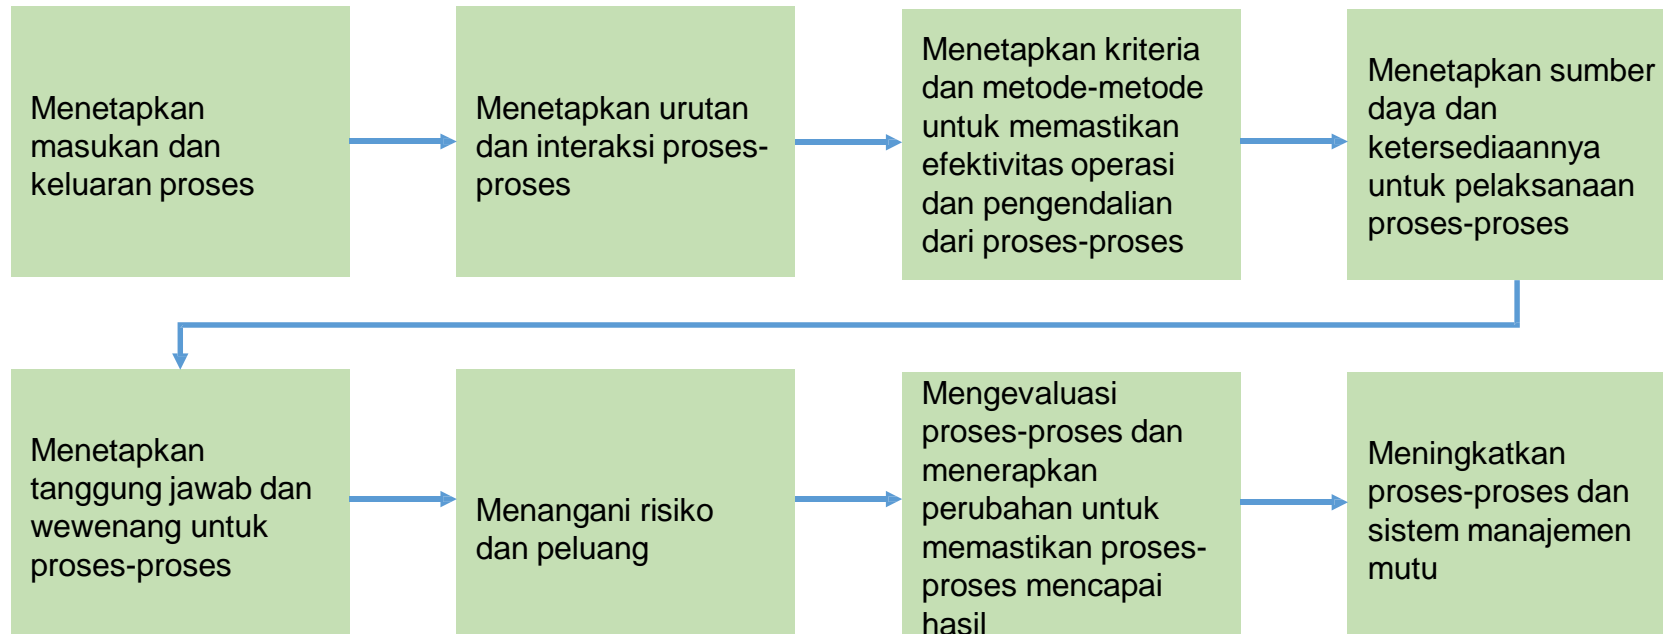 Menetapkan
masukan dan
keluaran proses
Menetapkan urutan
dan interaksi proses-
proses
Menetapkan kriteria
dan metode-metode
untuk memastikan
efektivitas operasi
dan pengendalian
dari proses-proses
Menetapkan sumber
daya dan
ketersediaannya
untuk pelaksanaan
proses-proses
Menetapkan
tanggung jawab dan
wewenang untuk
proses-proses
Menangani risiko
dan peluang
Mengevaluasi
proses-proses dan
menerapkan
perubahan untuk
memastikan proses-
proses mencapai
hasil
Meningkatkan
proses-proses dan
sistem manajemen
mutu